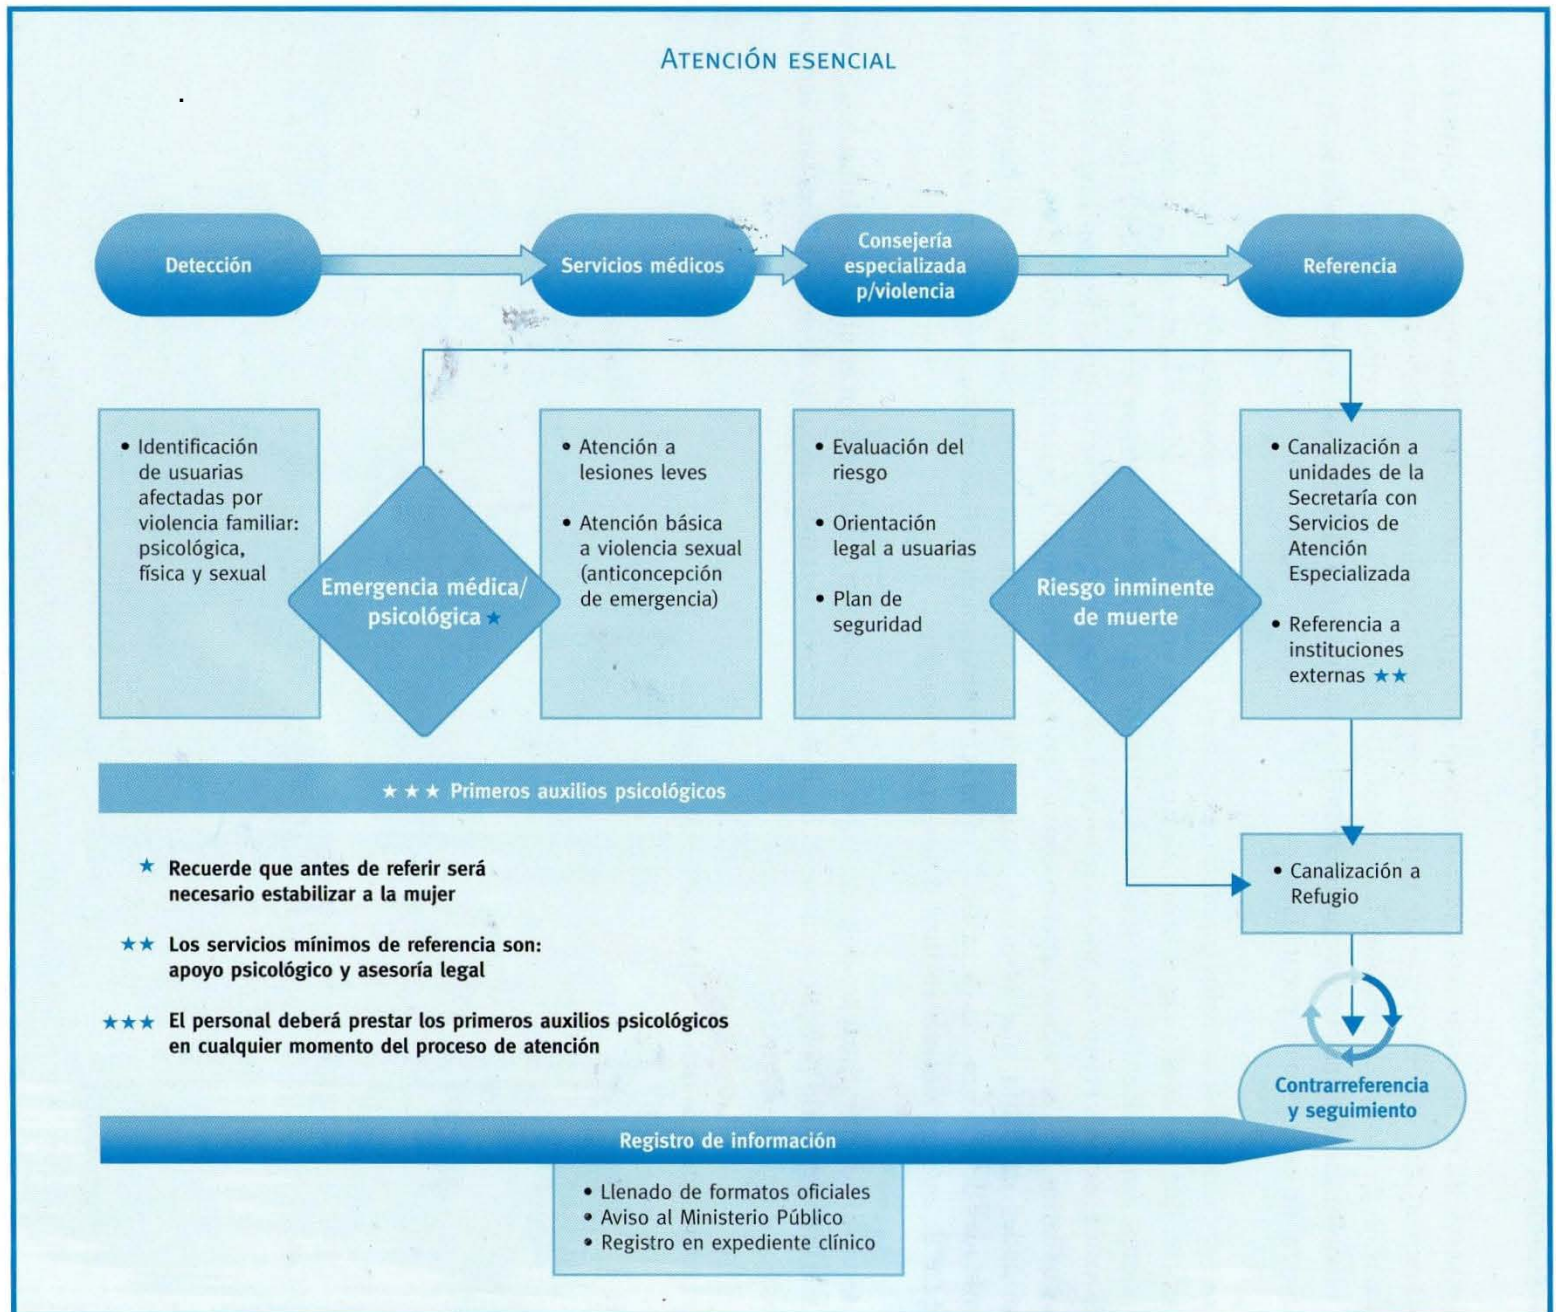 ATENCIÓN ESENCIAL
Detección
Servicios médicos
Consejería
especializada
p/violencia
Referencia
• Identificación
de usuarias
afectadas por
violencia familiar:
psicológica,
física y sexual
Emergencia médica/
psicológica ★
• Atención a
lesiones leves
• Atención básica
a violencia sexual
(anticoncepción
de emergencia)
• Evaluación del
riesgo
• Orientación
legal a usuarias
• Plan de
seguridad
Riesgo inminente
de muerte
• Canalización a
unidades de la
Secretaría con
Servicios de
Atención
Especializada
• Referencia a
instituciones
externas ★★
★ ★ ★ Primeros auxilios psicológicos
• Canalización a
Refugio
★ Recuerde que antes de referir será
necesario estabilizar a la mujer
★★ Los servicios mínimos de referencia son:
apoyo psicológico y asesoría legal
★★★ El personal deberá prestar los primeros auxilios psicológicos
en cualquier momento del proceso de atención
Contrarreferencia
y seguimiento
Registro de información
• Llenado de formatos oficiales
• Aviso al Ministerio Público
• Registro en expediente clínico